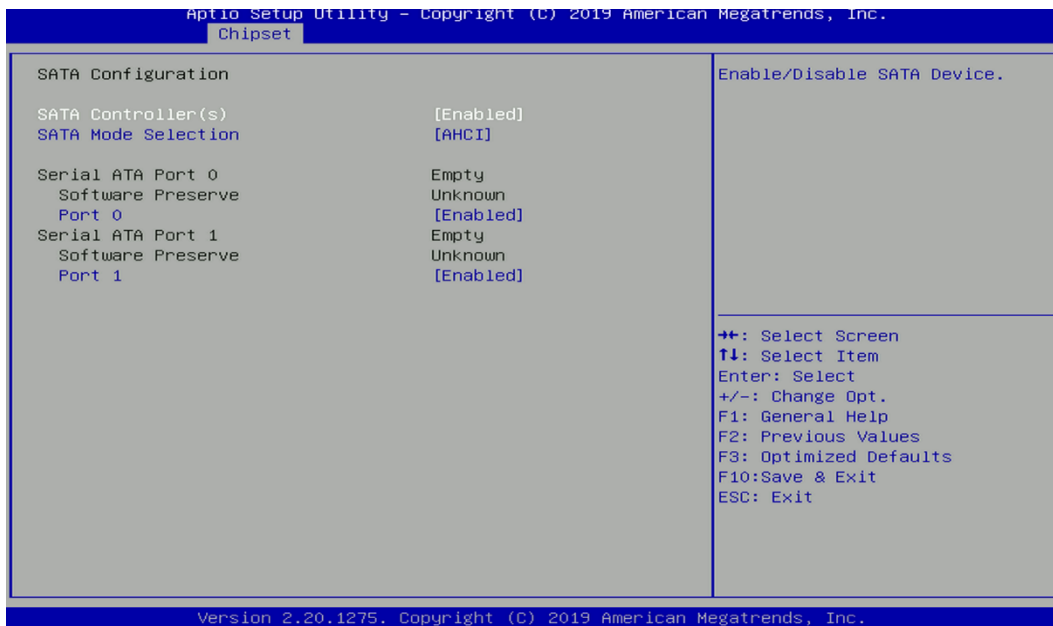 Aptio Setup Utility – Copyright (C) 2019 American Megatrends, Inc.
Chipset
SATA Configuration
SATA Controller(s) [Enabled]
SATA Mode Selection [AHCI]
Serial ATA Port 0 Empty
Software Preserve Unknown
Port 0 [Enabled]
Serial ATA Port 1 Empty
Software Preserve Unknown
Port 1 [Enabled]
Enable/Disable SATA Device.
→←: Select Screen
↑↓: Select Item
Enter: Select
+/-: Change Opt.
F1: General Help
F2: Previous Values
F3: Optimized Defaults
F10:Save & Exit
ESC: Exit
Version 2.20.1275. Copyright (C) 2019 American Megatrends, Inc.